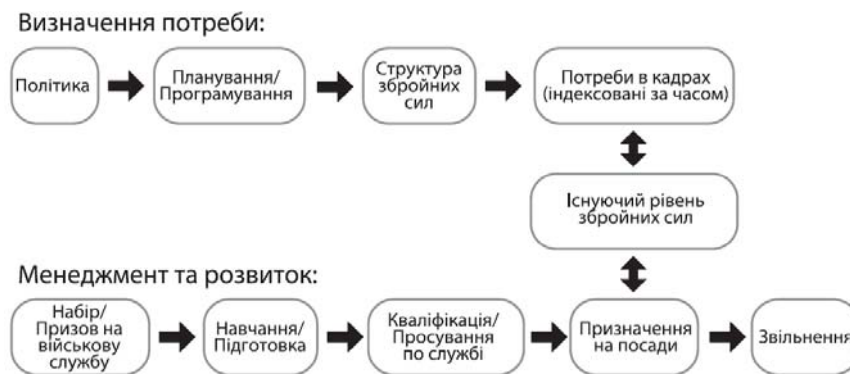 Визначення потреби:
Політика
Планування/
Програмування
Структура
збройних
сил
Потреби в кадрах
(індексовані за часом)
Існуючий рівень
збройних сил
Менеджмент та розвиток:
Набір/
Призов на
військову
службу
Навчання/
Підготовка
Кваліфікація/
Просування
по службі
Призначення
на посади
Звільнення